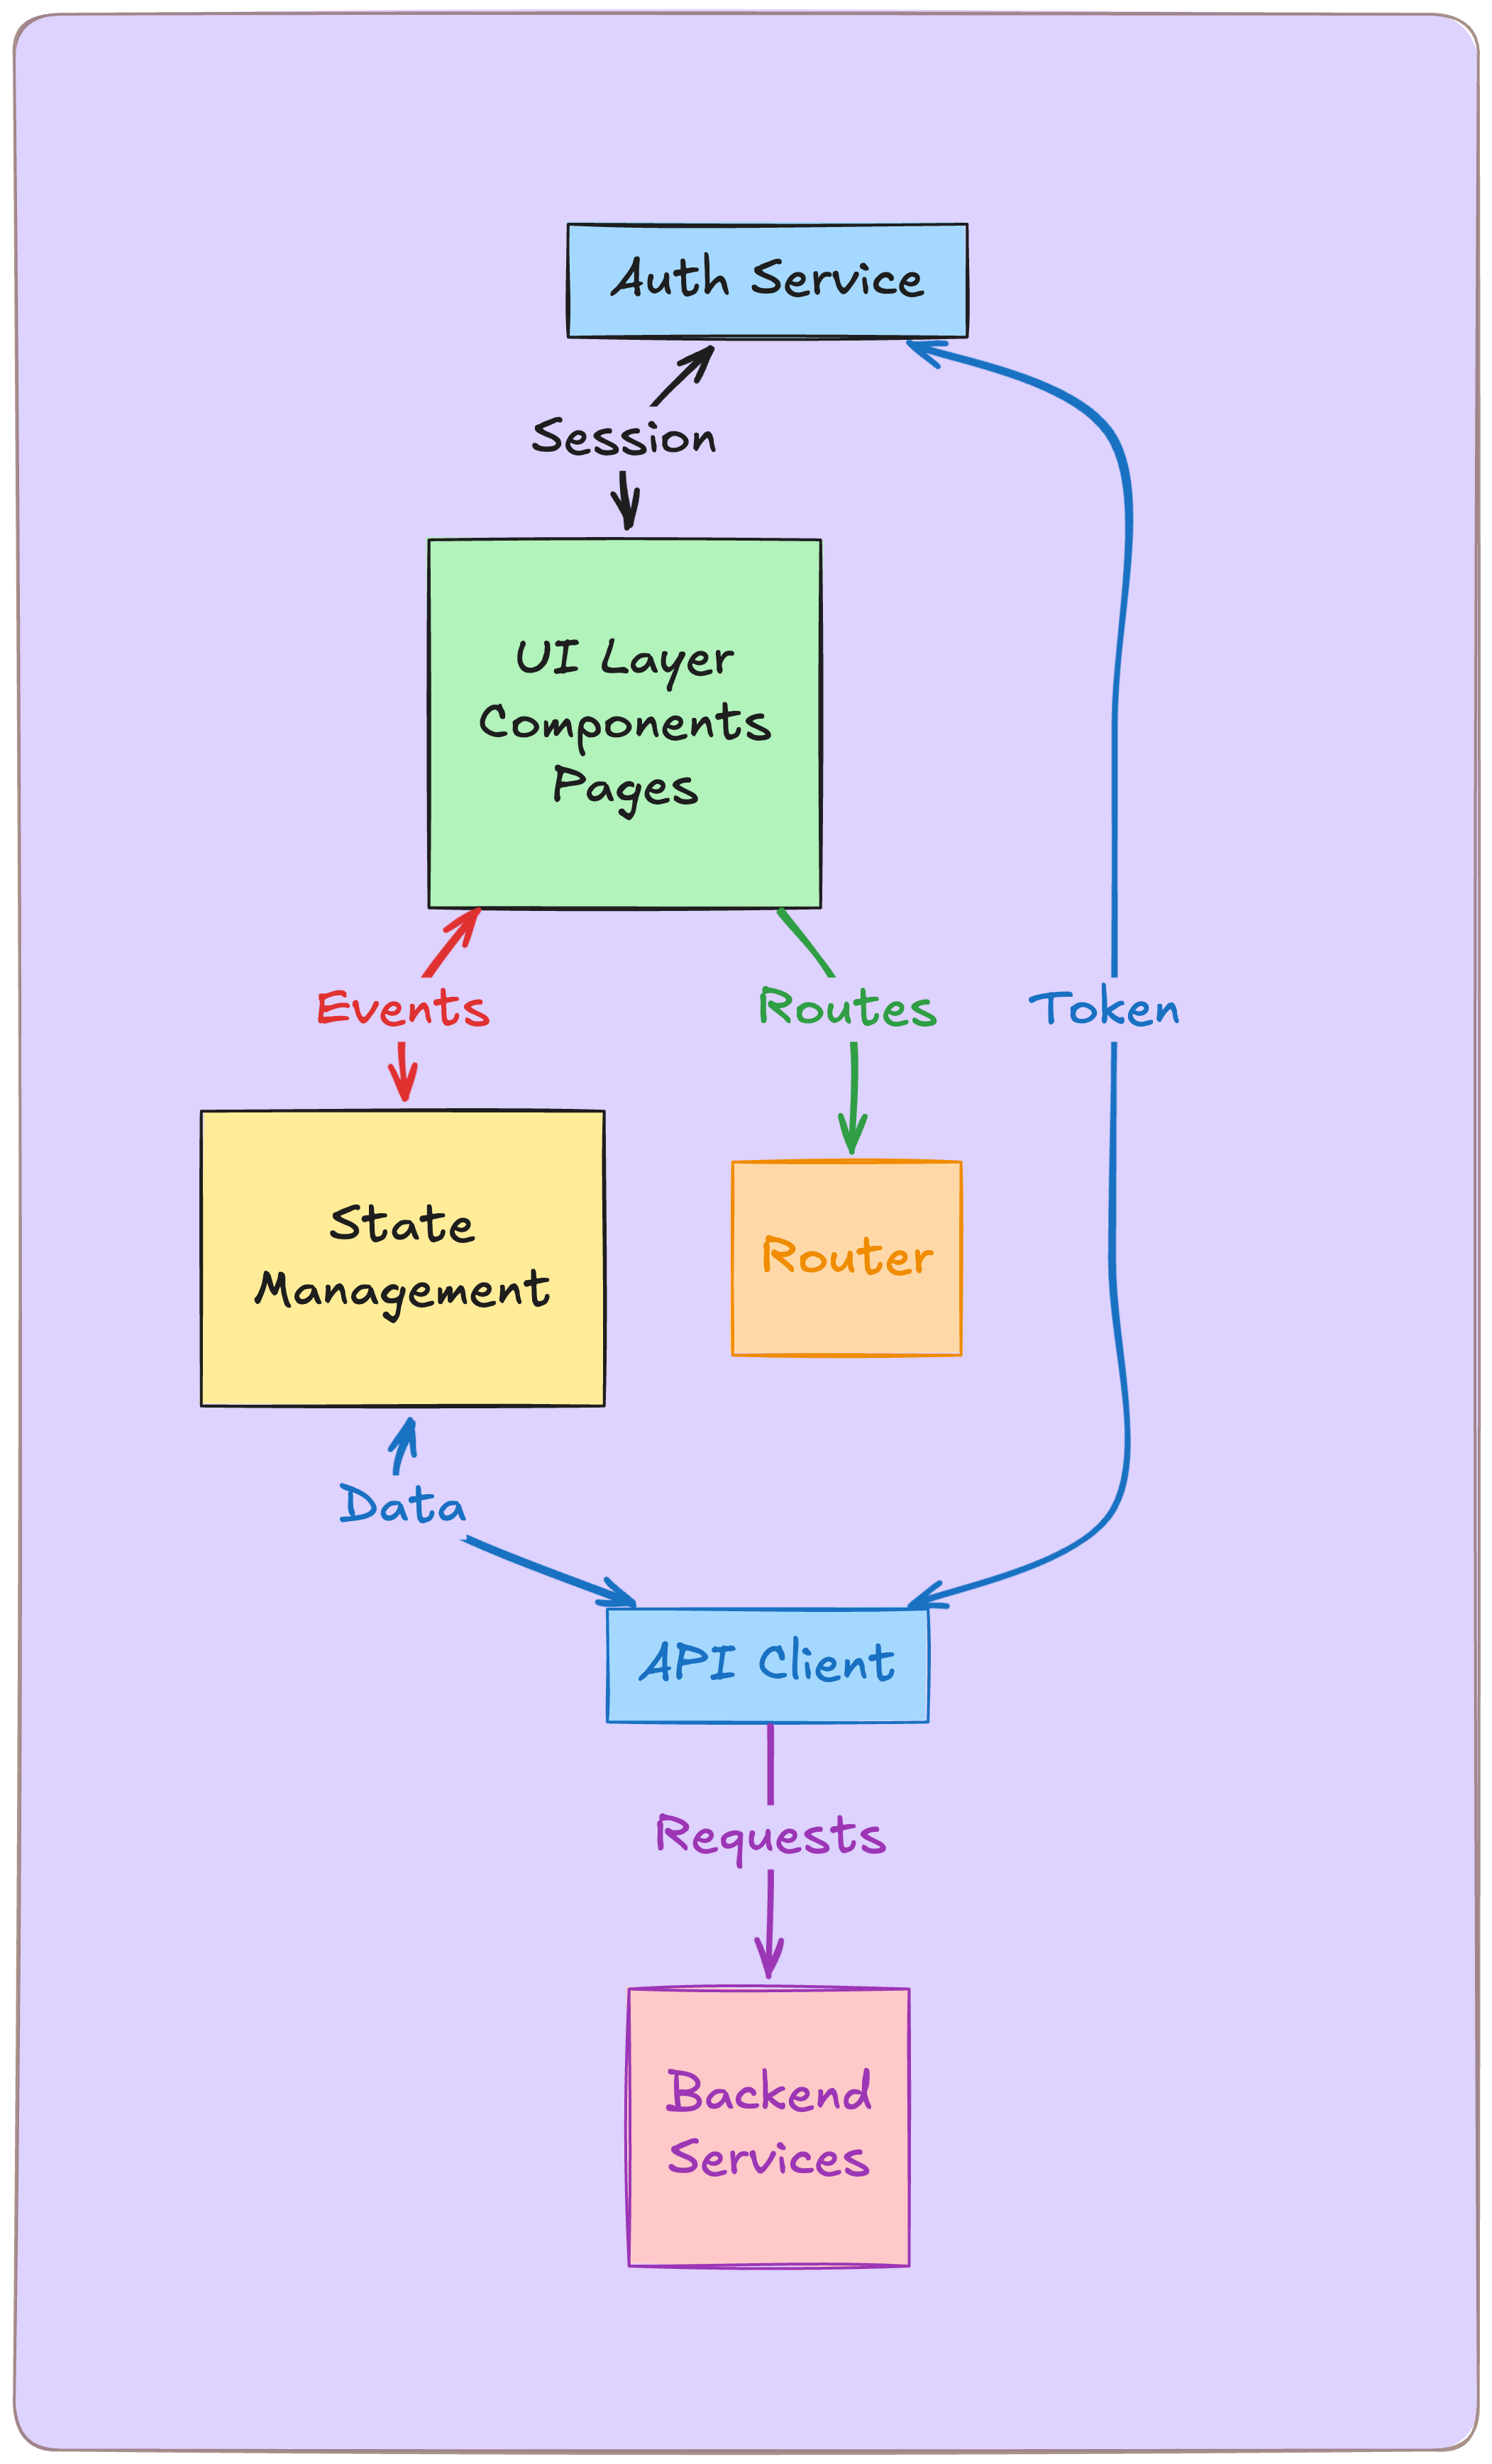 Auth Service
Session
UI Layer
Components
Pages
Events
Routes
Token
State
Management
Router
Data
API Client
Requests
Backend
Services